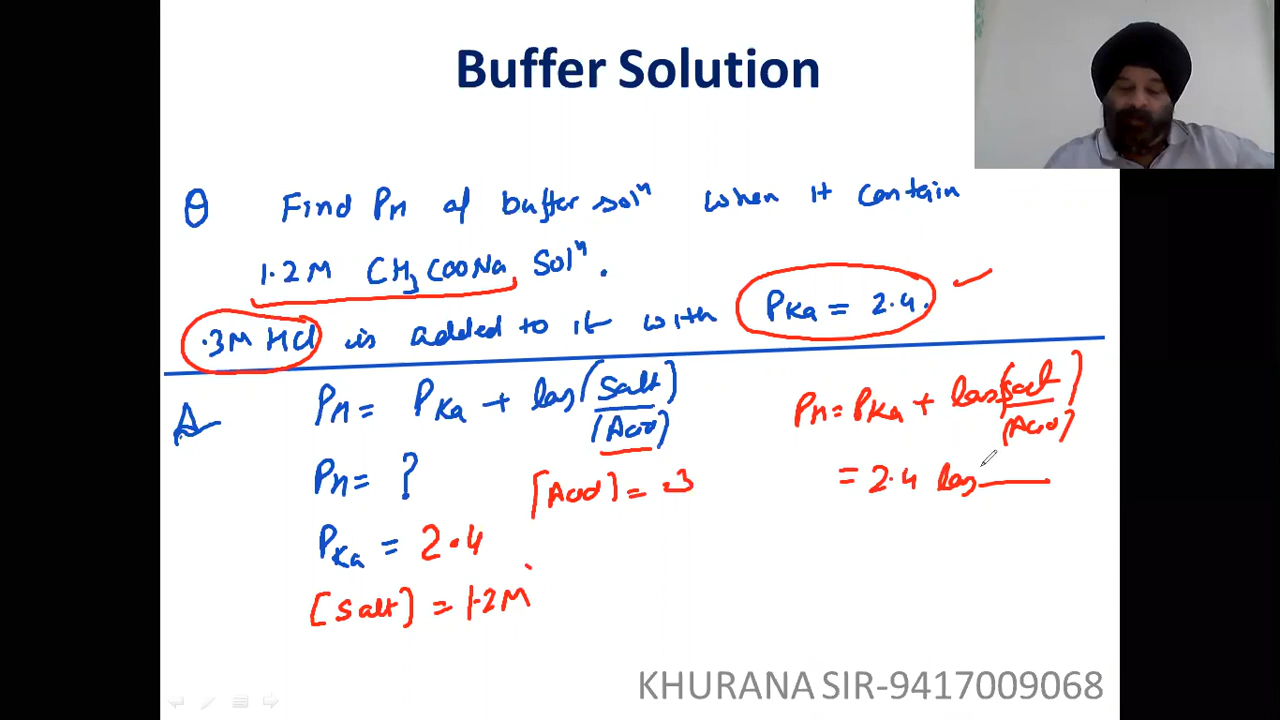 Buffer Solution
Q Find PH of buffer solⁿ when it contain
1.2M CH3COONa Solⁿ.
.3M HCl is added to it with PKa = 2.4.
A PH = PKa + log (Salt) / (Acid)
PH = ?
PKa = 2.4
[Salt] = 1.2M
[Acid] = .3
PH = PKa + log (Salt) / (Acid)
= 2.4 log
KHURANA SIR-9417009068